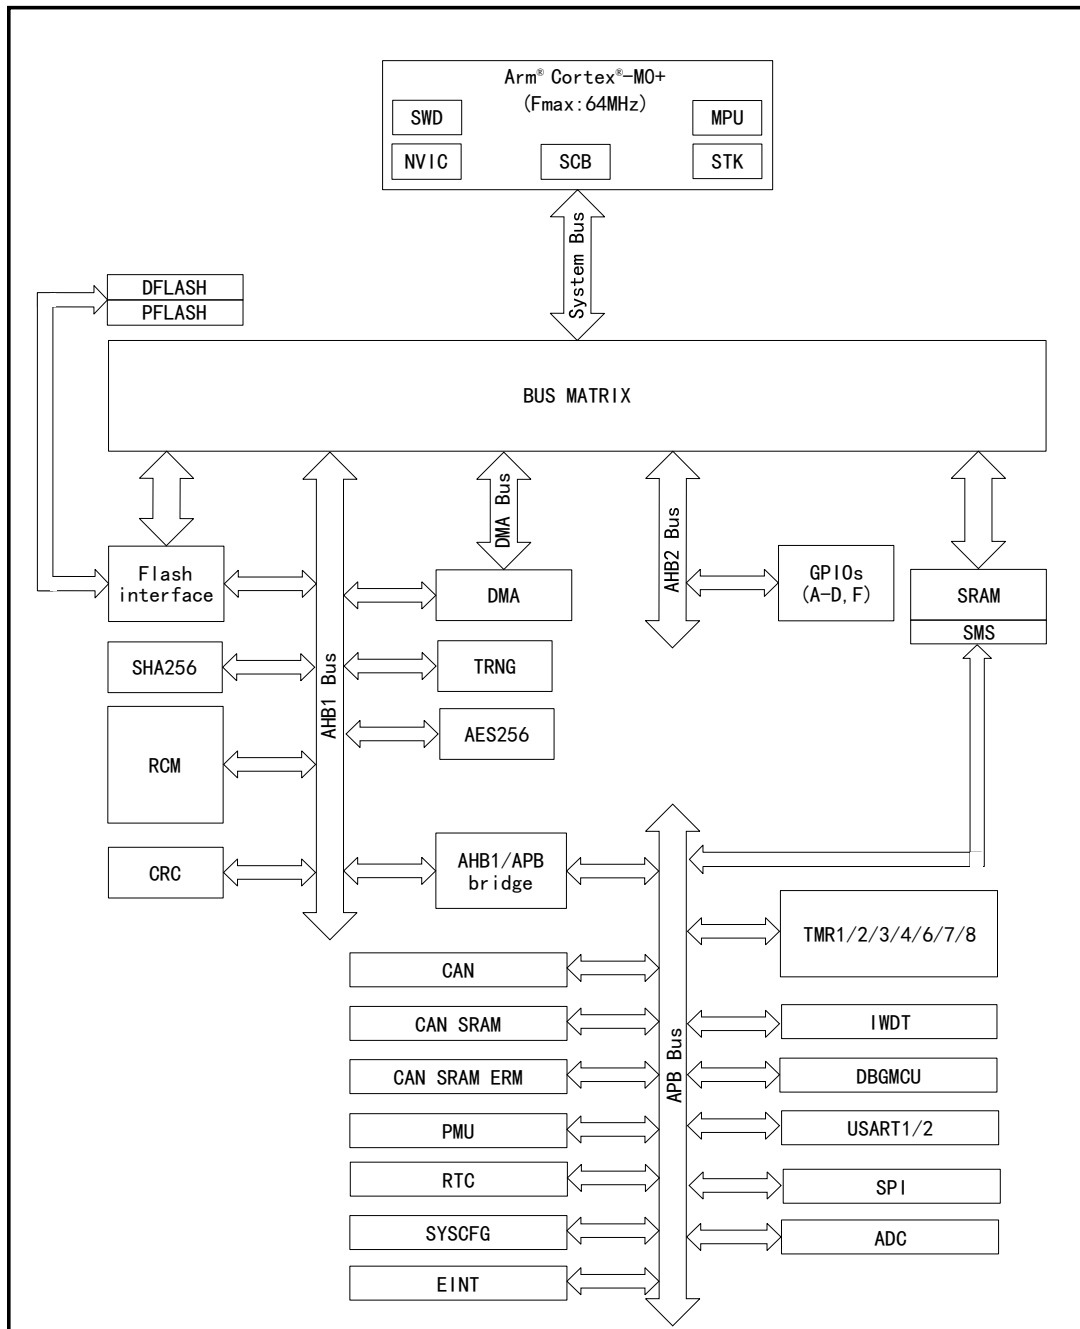 Arm® Cortex®-M0+
(Fmax:64MHz)
SWD
MPU
NVIC
SCB
STK
System Bus
DFLASH
PFLASH
BUS MATRIX
DMA Bus
AHB2 Bus
Flash
interface
DMA
GPIOs
(A-D,F)
SRAM
SMS
SHA256
AHB1 Bus
TRNG
RCM
AES256
CRC
AHB1/APB
bridge
TMR1/2/3/4/6/7/8
CAN
CAN SRAM
IWDT
APB Bus
CAN SRAM ERM
DBGMCU
PMU
USART1/2
RTC
SPI
SYSCFG
ADC
EINT